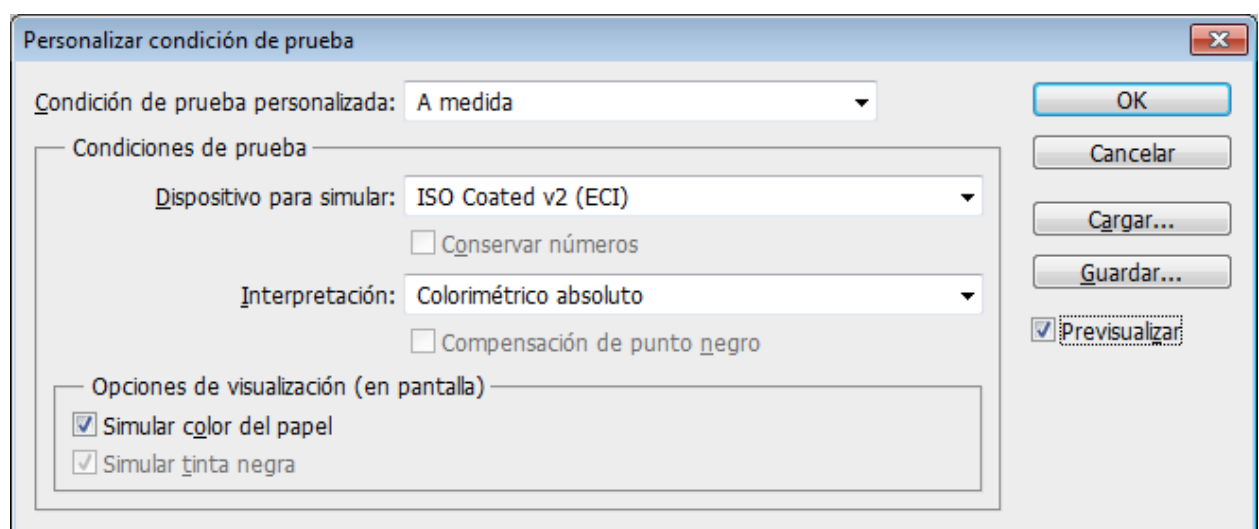 Personalizar condición de prueba
Condición de prueba personalizada: A medida
OK
Condiciones de prueba
Cancelar
Dispositivo para simular: ISO Coated v2 (ECI)
Cargar...
Conservar números
Guardar...
Interpretación: Colorimétrico absoluto
Previsualizar
Compensación de punto negro
Opciones de visualización (en pantalla)
Simular color del papel
Simular tinta negra